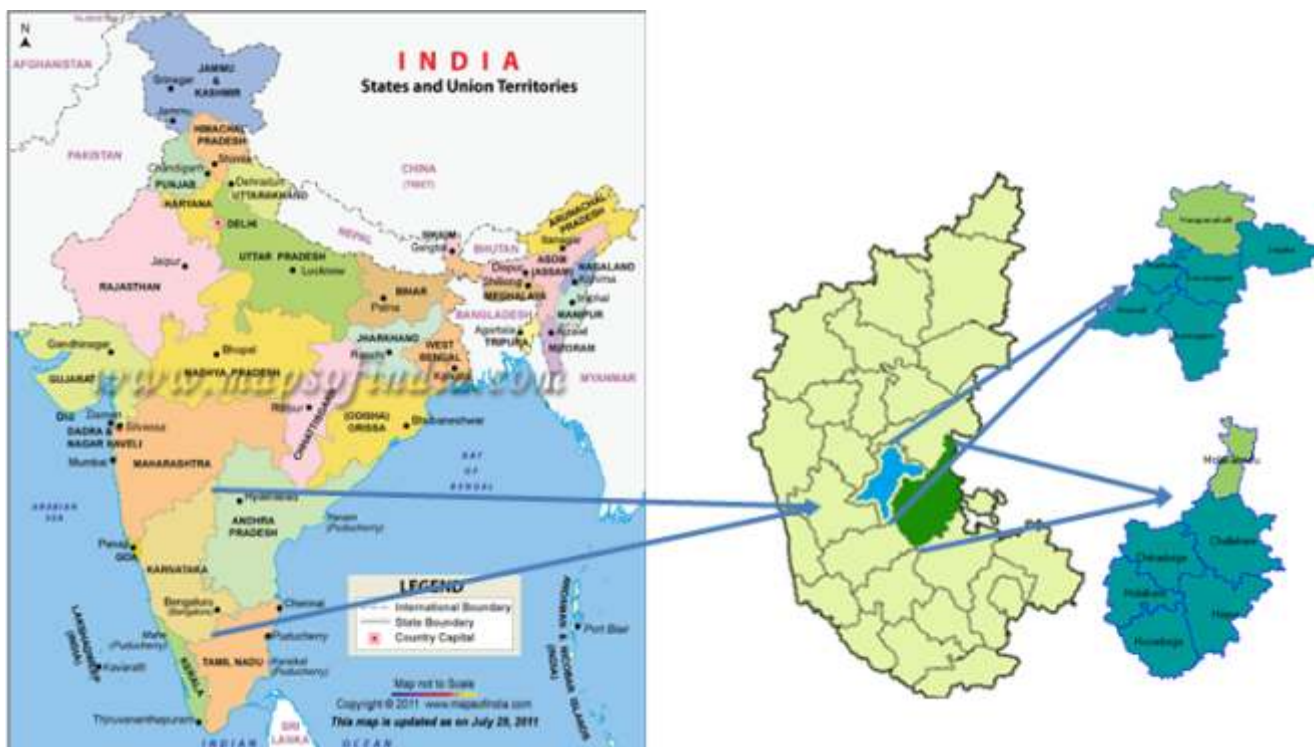 N
INDIA
States and Union Territories
AFGHANISTAN
JAMMU
&
KASHMIR
Srinagar
Jammu
HIMACHAL
PRADESH
Shimla
PAKISTAN
Chandigarh
PUNJAB
Dehradun
UTTARAKHAND
CHINA
(TIBET)
HARYANA
DELHI
ARUNACHAL
PRADESH
Itanagar
NEPAL
SIKKIM
Gangtok
BHUTAN
UTTAR PRADESH
Lucknow
Jaipur
RAJASTHAN
Dispur
ASOM
(ASSAM)
NAGALAND
Kohima
Shillong
MEGHALAYA
BIHAR
Patna
Imphal
MANIPUR
BANGLADESH
Agartala
TRIPURA
Aizawl
MIZORAM
Gandhinagar
GUJARAT
Bhopal
MADHYA PRADESH
JHARKHAND
Ranchi
WEST
BENGAL
Kolkata
MYANMAR
www.mapsofindia.com
DIU
Daman
Silvassa
DADRA &
NAGAR HAVELI
Raipur
CHHATTISGARH
(ODISHA)
ORISSA
Bhubaneshwar
Mumbai
MAHARASHTRA
BAY
OF
BENGAL
ARABIAN
SEA
Hyderabad
ANDHRA
PRADESH
Yanam
(Puducherry)
Panaji
GOA
KARNATAKA
Bengaluru
(Bangalore)
Chennai
LEGEND
International Boundary
State Boundary
Country Capital
ANDAMAN & NICOBAR ISLANDS
(INDIA)
Port Blair
LAKSHADWEEP
(INDIA)
Mahe
(Puducherry)
Puducherry
Kavaratti
KERALA
TAMIL NADU
Karaikal
(Puducherry)
Map not to Scale
Copyright © 2011 www.mapsofindia.com
This map is updated as on July 29, 2011
Thiruvananthapuram
SRI
LANKA
INDIAN OCEAN
Challakere
Holalkere
Hiriyur